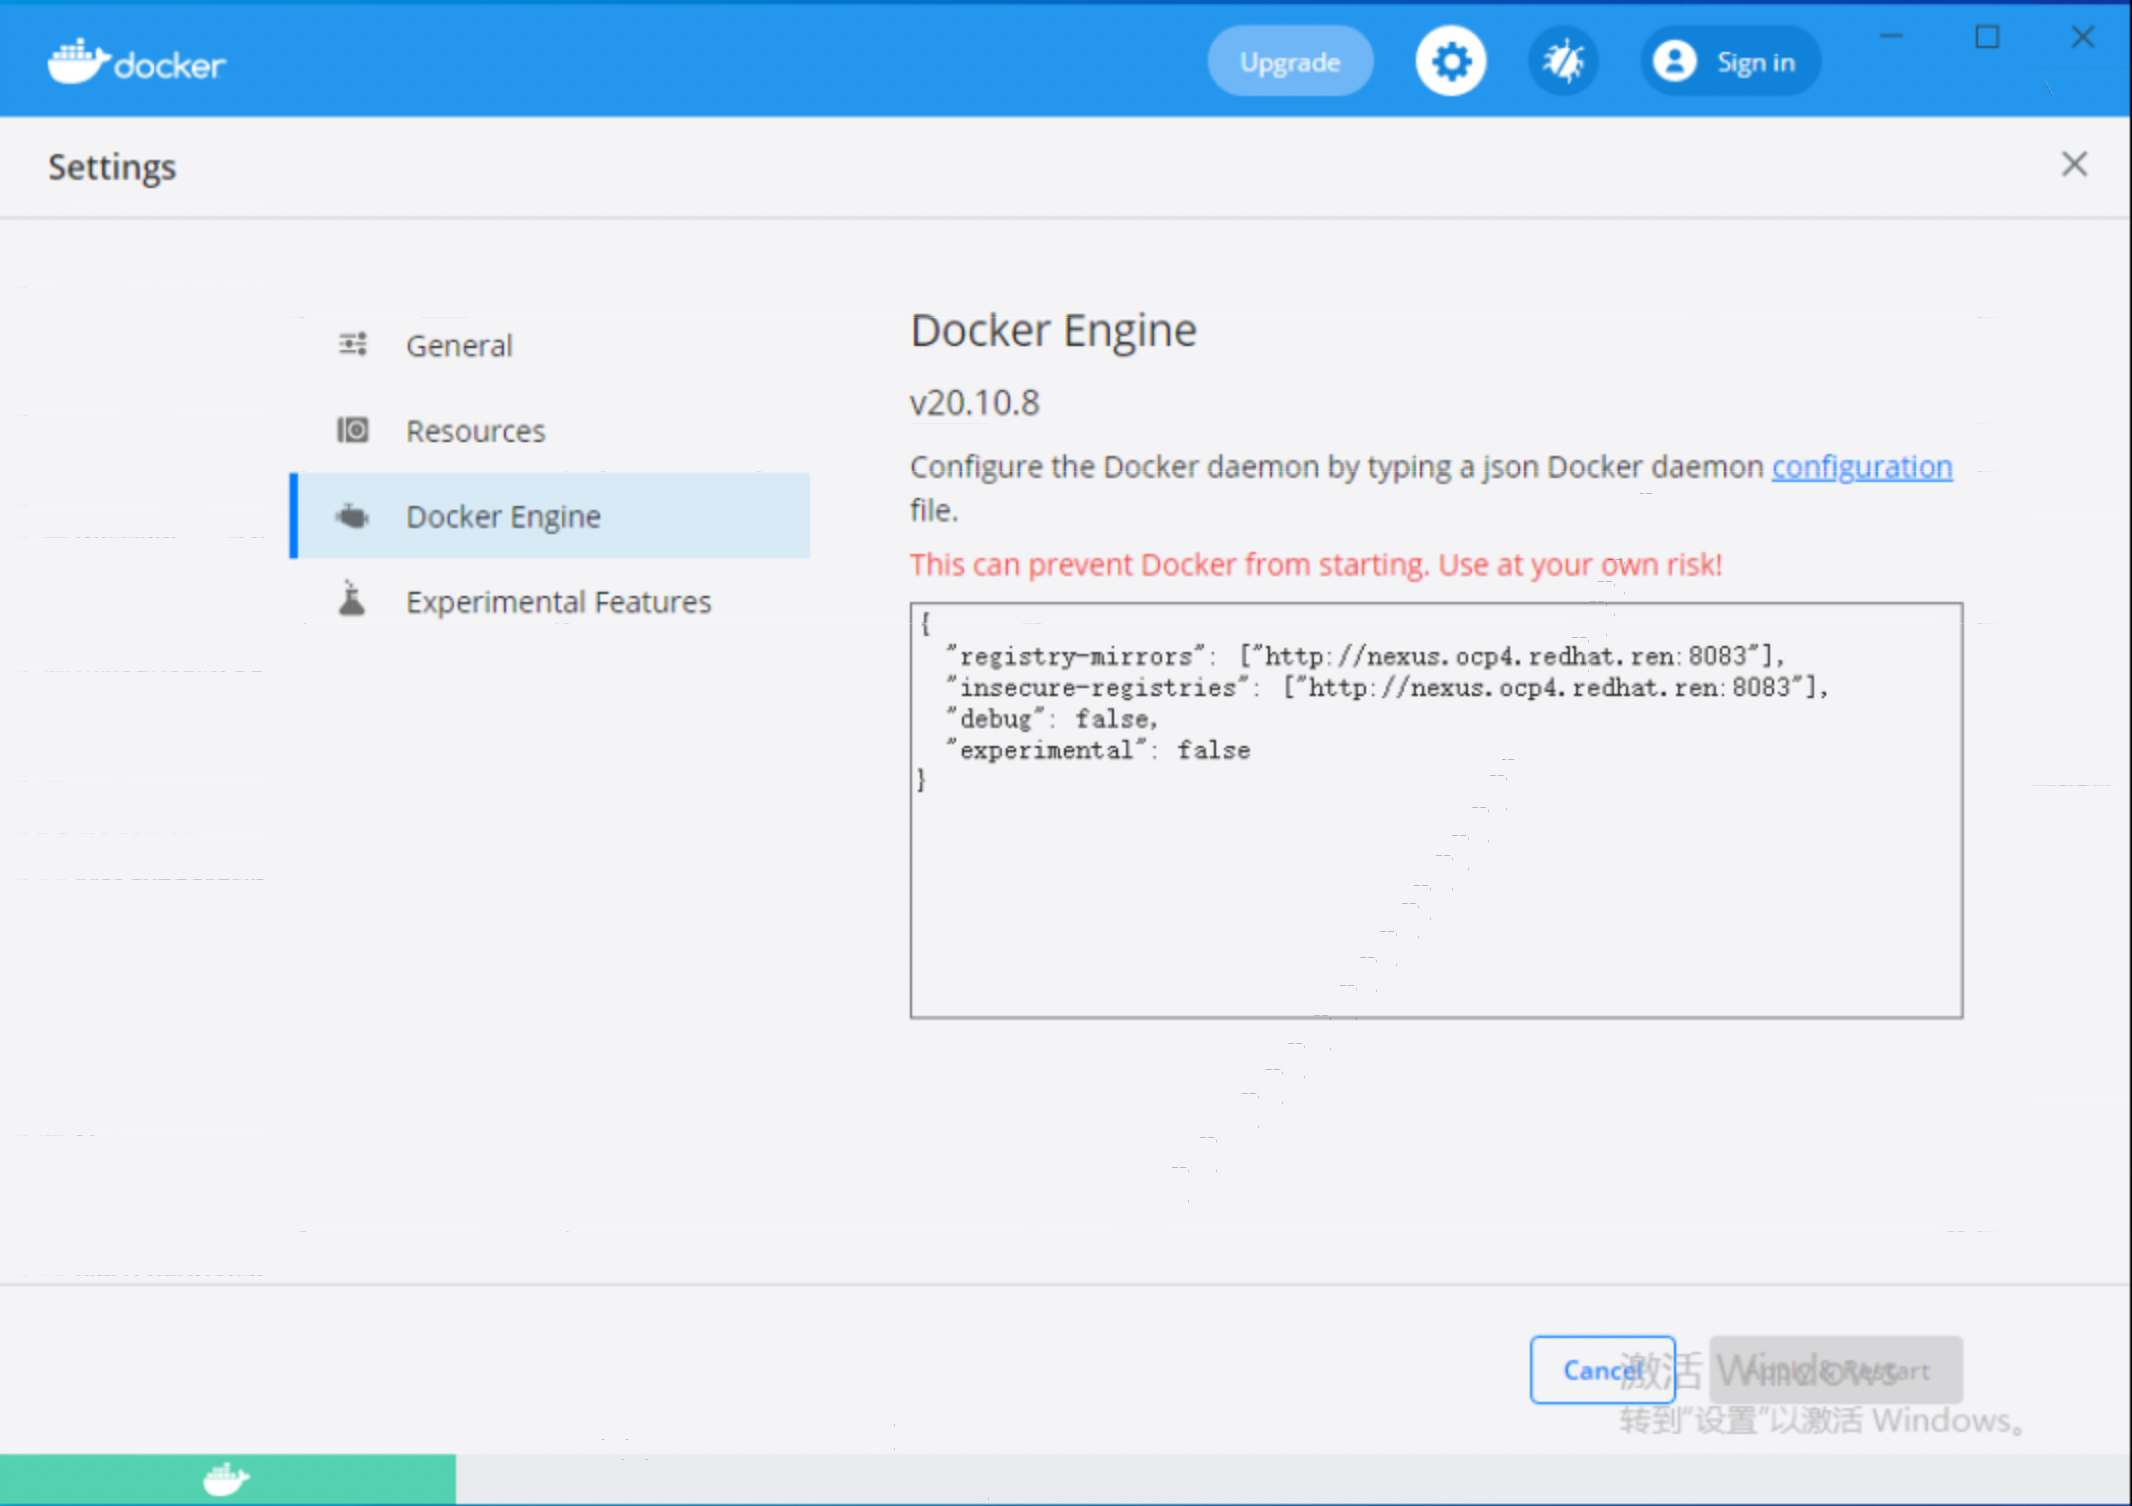 docker
Upgrade
Sign in
Settings
General
Resources
Docker Engine
Experimental Features
Docker Engine
v20.10.8
Configure the Docker daemon by typing a json Docker daemon configuration
file.
This can prevent Docker from starting. Use at your own risk!
{
"registry-mirrors": ["http://nexus.ocp4.redhat.ren:8083"],
"insecure-registries": ["http://nexus.ocp4.redhat.ren:8083"],
"debug": false,
"experimental": false
}
Cancel
Apply & Restart
激活 Windows
转到"设置"以激活 Windows。